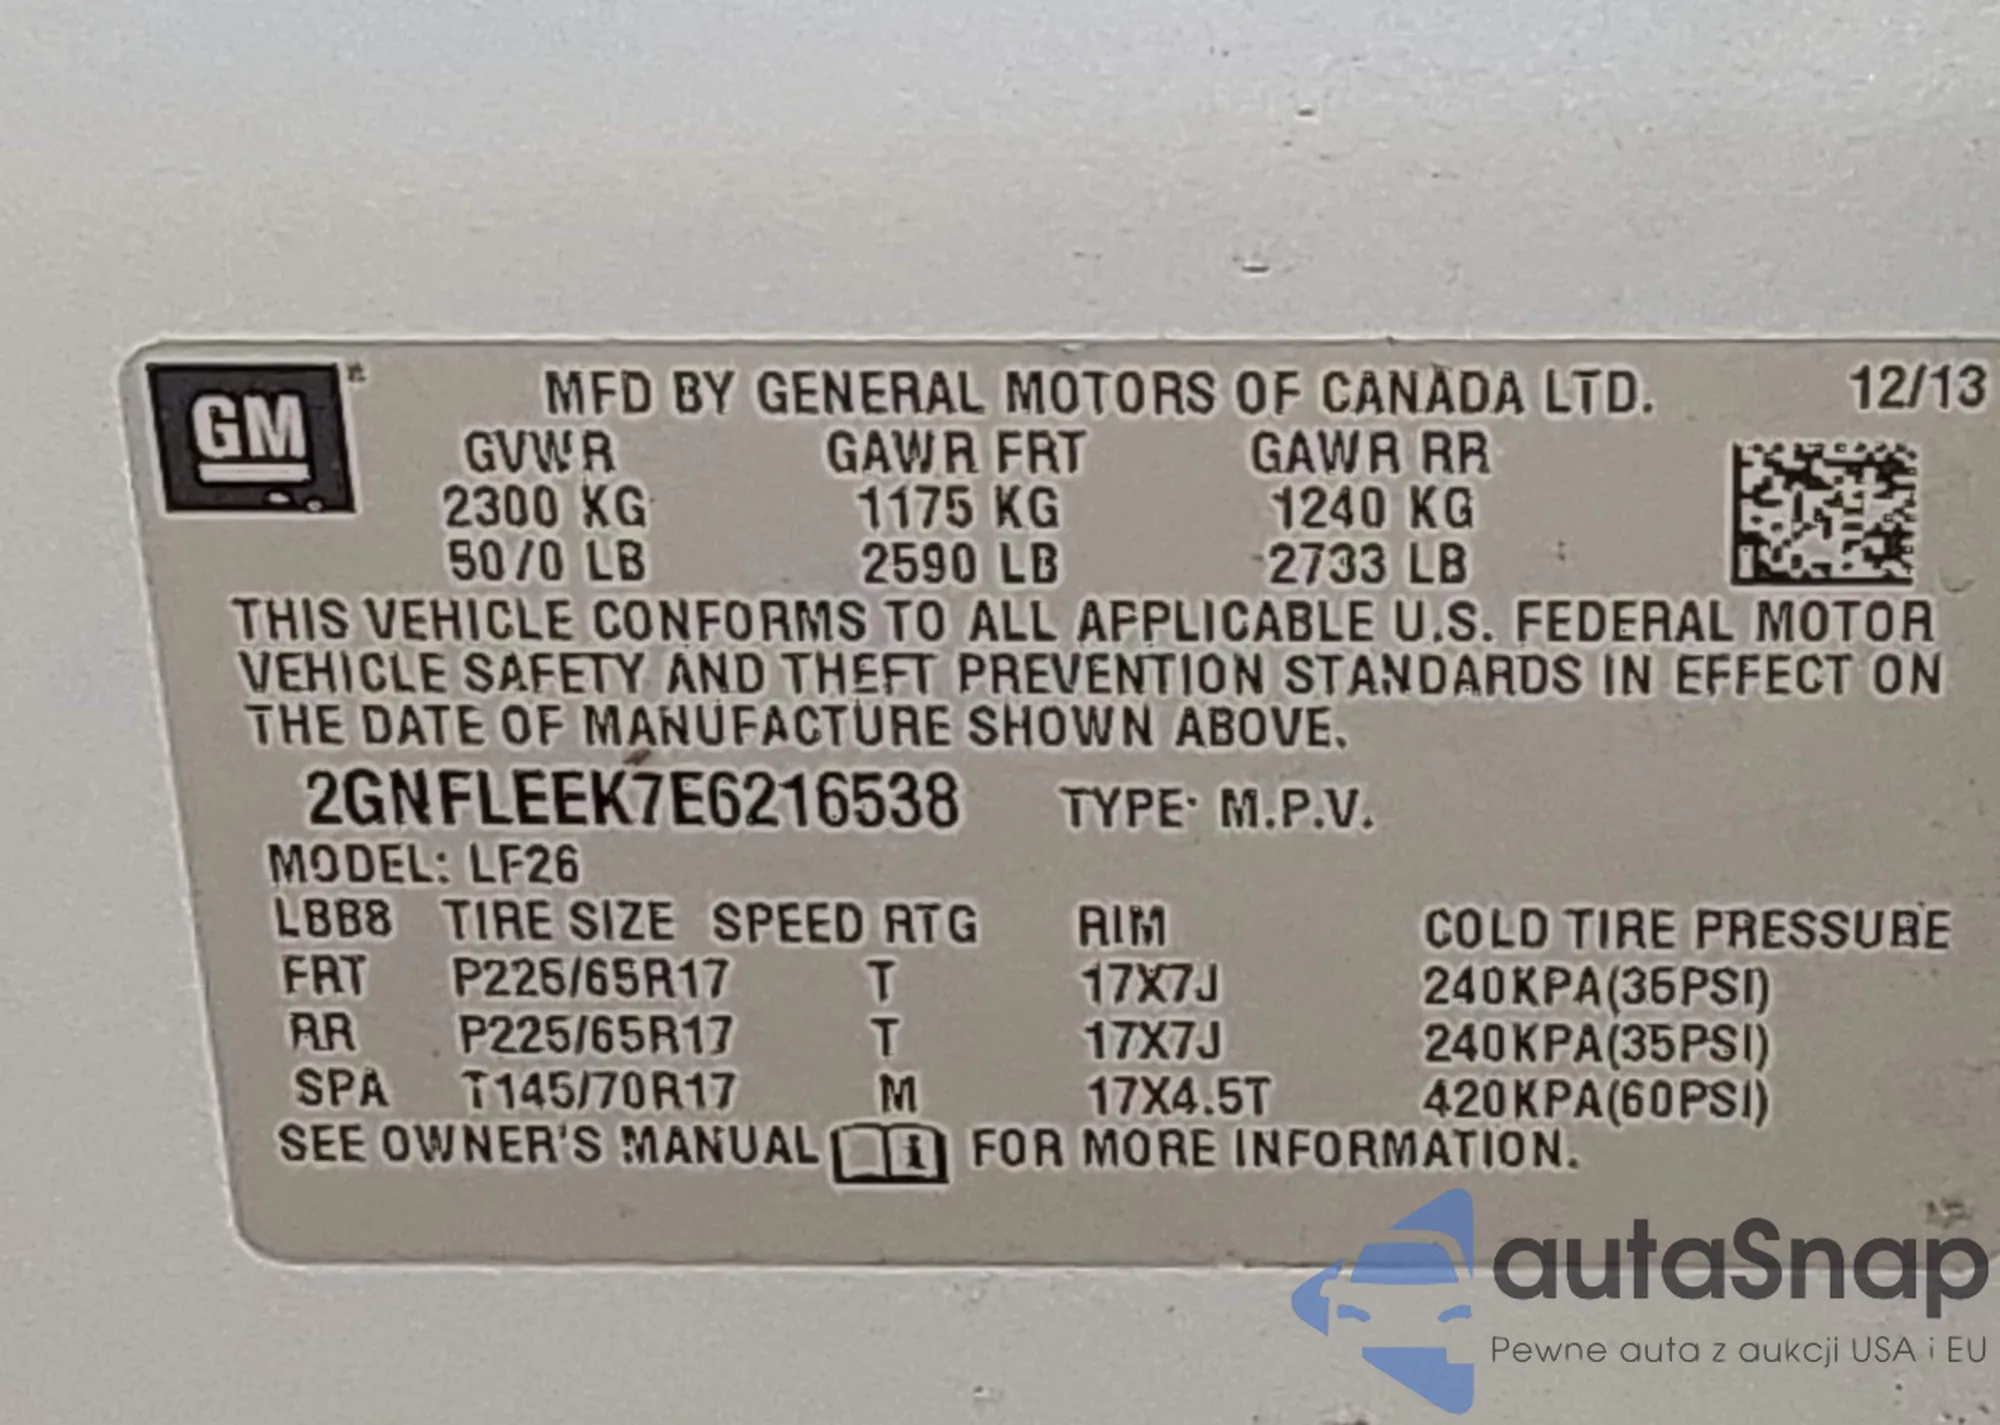 GM
MFD BY GENERAL MOTORS OF CANADA LTD. 12/13
GVWR GAWR FRT GAWR RR
2300 KG 1175 KG 1240 KG
5070 LB 2590 LB 2733 LB
THIS VEHICLE CONFORMS TO ALL APPLICABLE U.S. FEDERAL MOTOR
VEHICLE SAFETY AND THEFT PREVENTION STANDARDS IN EFFECT ON
THE DATE OF MANUFACTURE SHOWN ABOVE.
2GNFLEEK7E6216538 TYPE: M.P.V.
MODEL: LF26
LBB8 TIRE SIZE SPEED RTG RIM COLD TIRE PRESSURE
FRT P225/65R17 T 17X7J 240KPA(35PSI)
RR P225/65R17 T 17X7J 240KPA(35PSI)
SPA T145/70R17 M 17X4.5T 420KPA(60PSI)
SEE OWNER'S MANUAL i FOR MORE INFORMATION.
autaSnap
Pewne auta z aukcji USA i EU